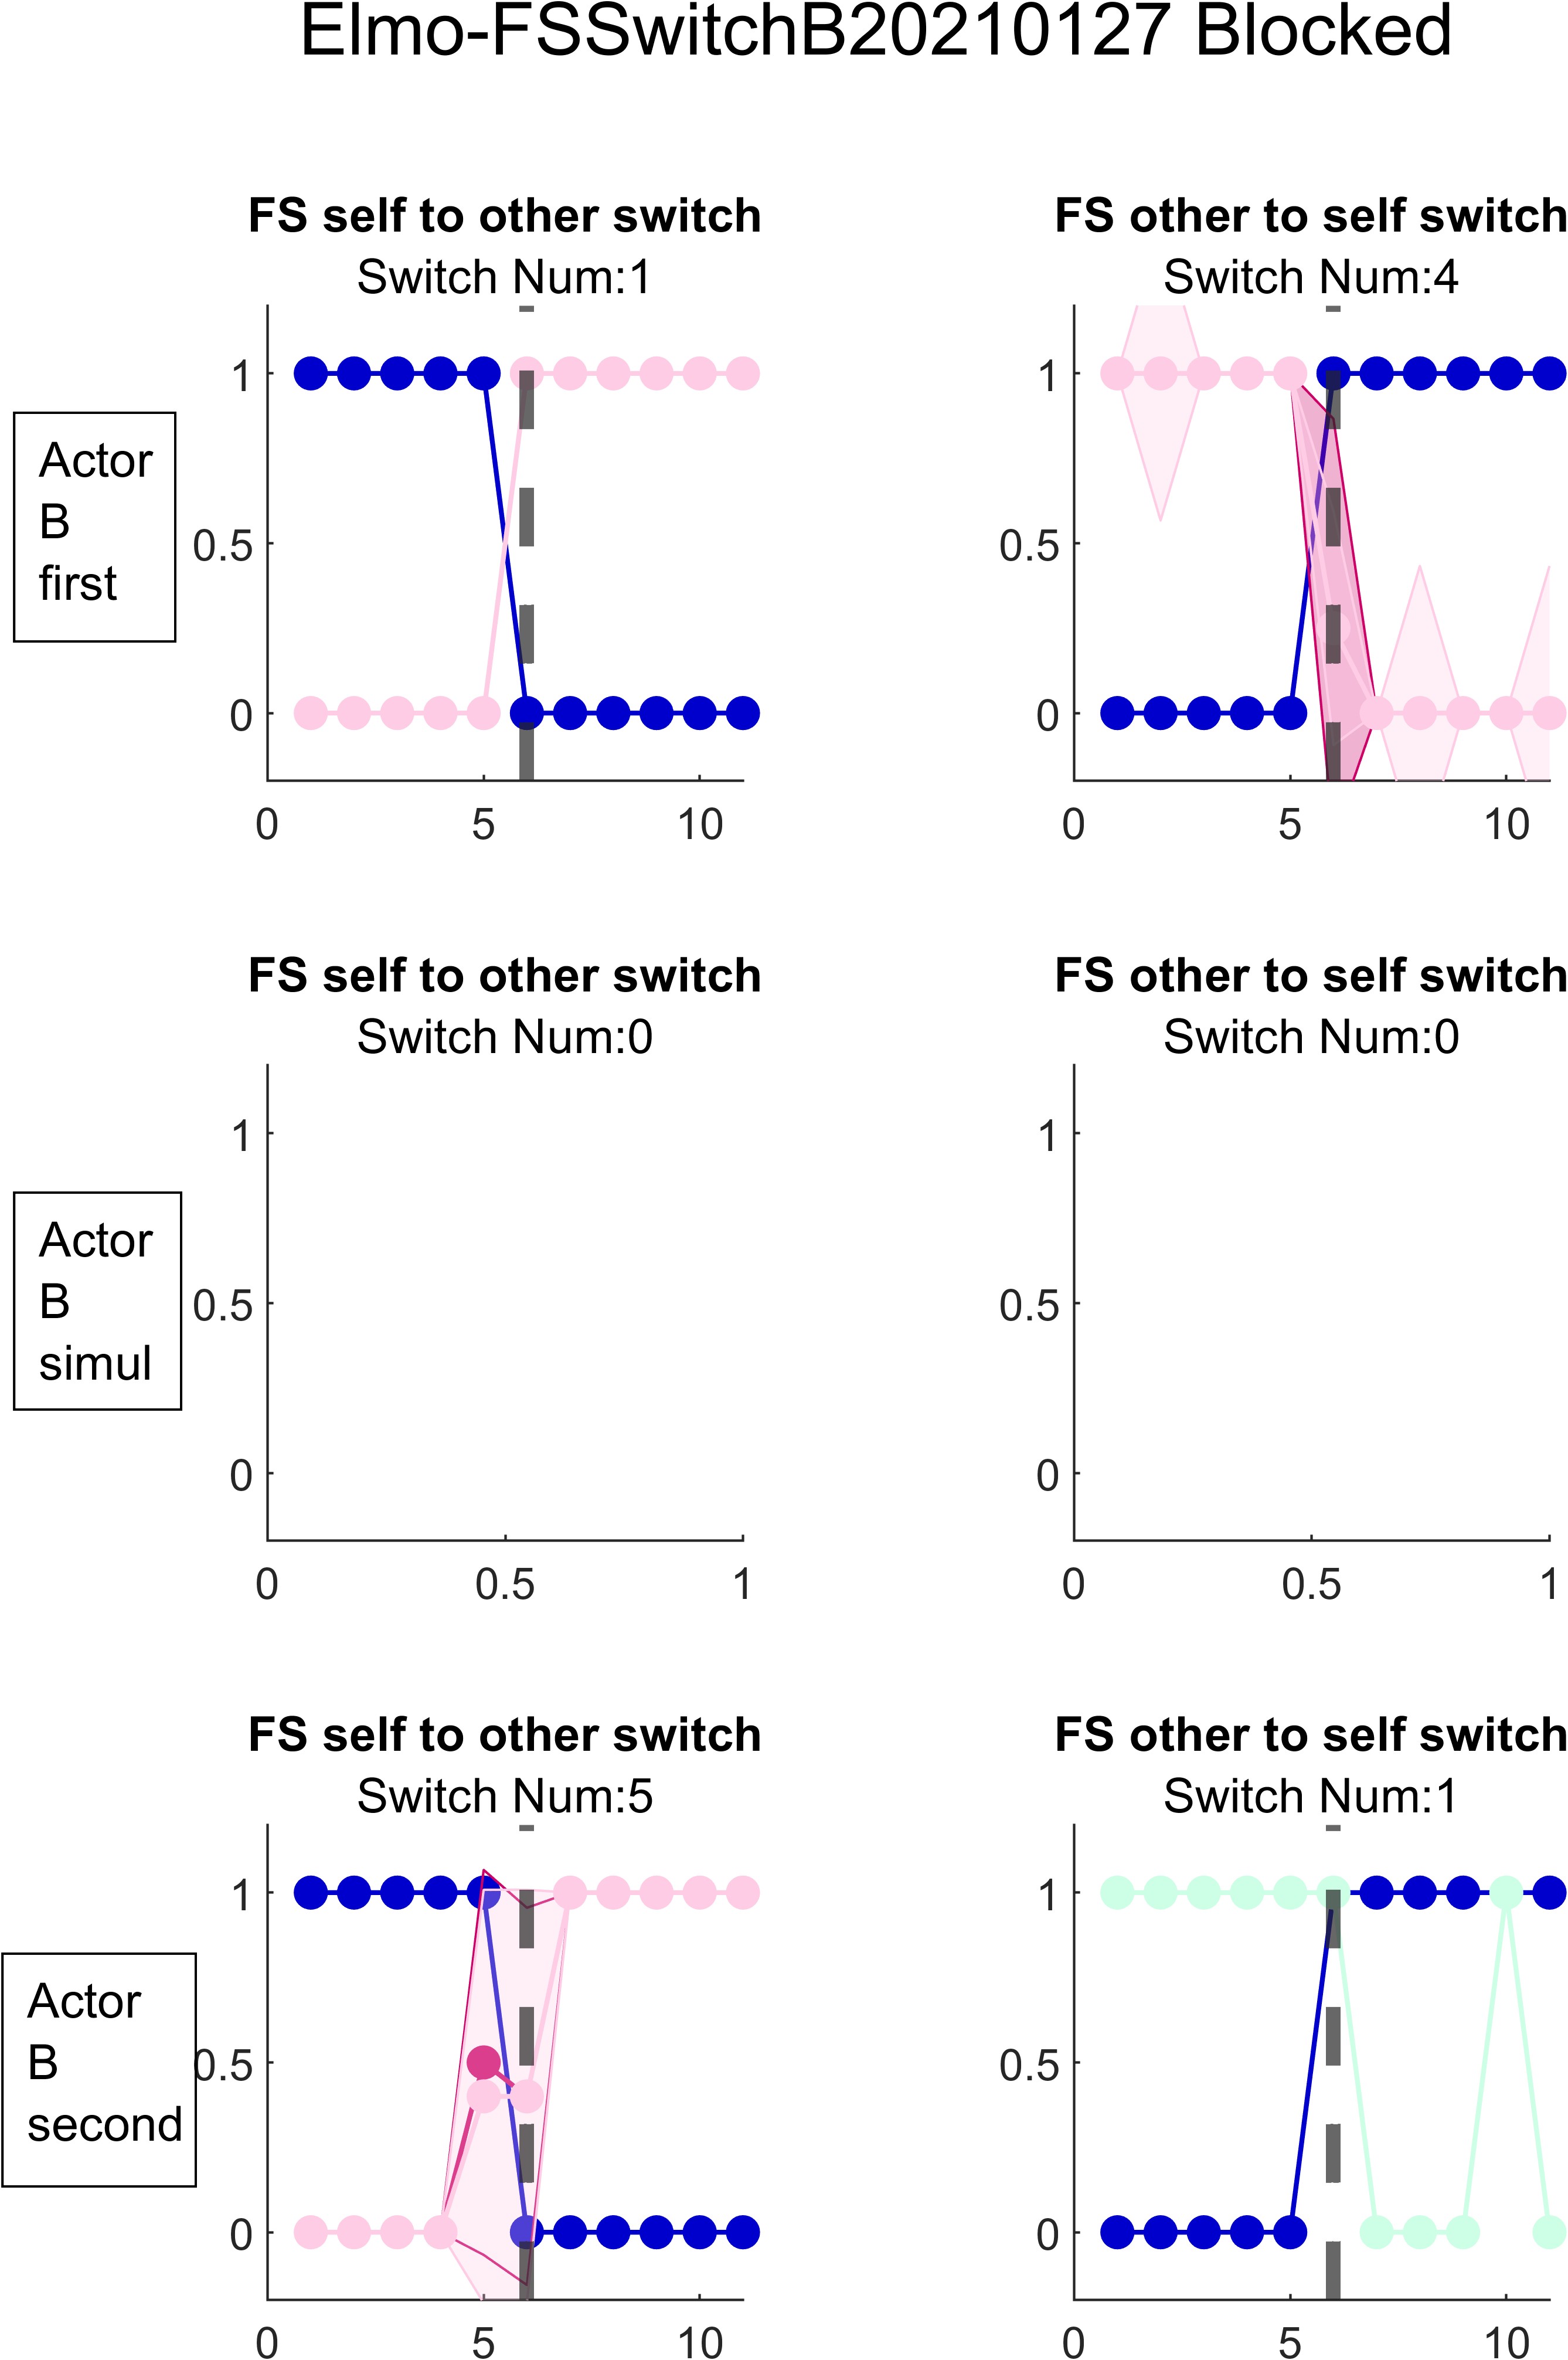 Elmo-FSSwitchB20210127 Blocked
FS self to other switch
Switch Num:1
FS other to self switch
Switch Num:4
Actor
B
first
1
0.5
0
0
5
10
1
0.5
0
0
5
10
FS self to other switch
Switch Num:0
FS other to self switch
Switch Num:0
Actor
B
simul
1
0.5
0
0
0.5
1
1
0.5
0
0
0.5
1
FS self to other switch
Switch Num:5
FS other to self switch
Switch Num:1
Actor
B
second
1
0.5
0
0
5
10
1
0.5
0
0
5
10